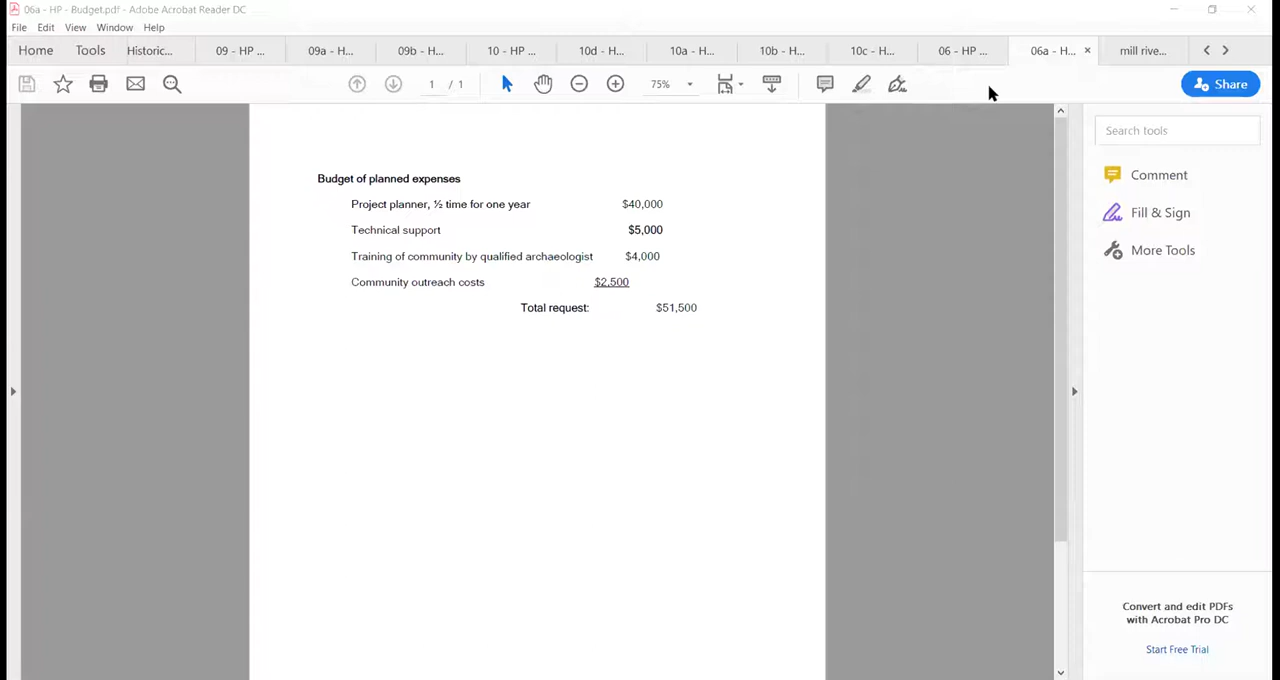 06a - HP - Budget.pdf - Adobe Acrobat Reader DC
File Edit View Window Help
Home Tools Historic... 09 - HP ... 09a - H... 09b - H... 10 - HP ... 10d - H... 10a - H... 10b - H... 10c - H... 06 - HP ... 06a - H... × mill rive...
1 / 1 75% Share
Search tools
Comment
Fill & Sign
More Tools
Budget of planned expenses
Project planner, ½ time for one year $40,000
Technical support $5,000
Training of community by qualified archaeologist $4,000
Community outreach costs $2,500
Total request: $51,500
Convert and edit PDFs
with Acrobat Pro DC
Start Free Trial